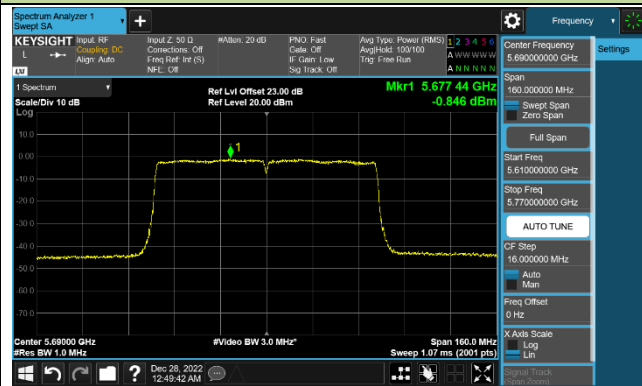 Spectrum Analyzer 1
Swept SA
Frequency
KEYSIGHT
Input: RF
Coupling: DC
Align: Auto
Input Z: 50 Ω
Corrections: Off
Freq Ref: Int (S)
NFE: Off
#Atten: 20 dB
PNO: Fast
Gate: Off
IF Gain: Low
Sig Track: Off
Avg Type: Power (RMS)
Avg|Hold: 100/100
Trig: Free Run
1 2 3 4 5 6
A W W W W W
A N N N N N
L
LXI
1 Spectrum
Scale/Div 10 dB
Log
Ref Lvl Offset 23.00 dB
Ref Level 20.00 dBm
Mkr1 5.677 44 GHz
-0.846 dBm
1
10.0
0.00
-10.0
-20.0
-30.0
-40.0
-50.0
-60.0
-70.0
Center 5.69000 GHz
#Res BW 1.0 MHz
#Video BW 3.0 MHz*
Span 160.0 MHz
Sweep 1.07 ms (2001 pts)
Dec 28, 2022
12:49:42 AM
Center Frequency
5.690000000 GHz
Span
160.000000 MHz
Swept Span
Zero Span
Full Span
Start Freq
5.610000000 GHz
Stop Freq
5.770000000 GHz
AUTO TUNE
CF Step
16.000000 MHz
Auto
Man
Freq Offset
0 Hz
X Axis Scale
Log
Lin
Signal Track
(Span Zoom)
Settings